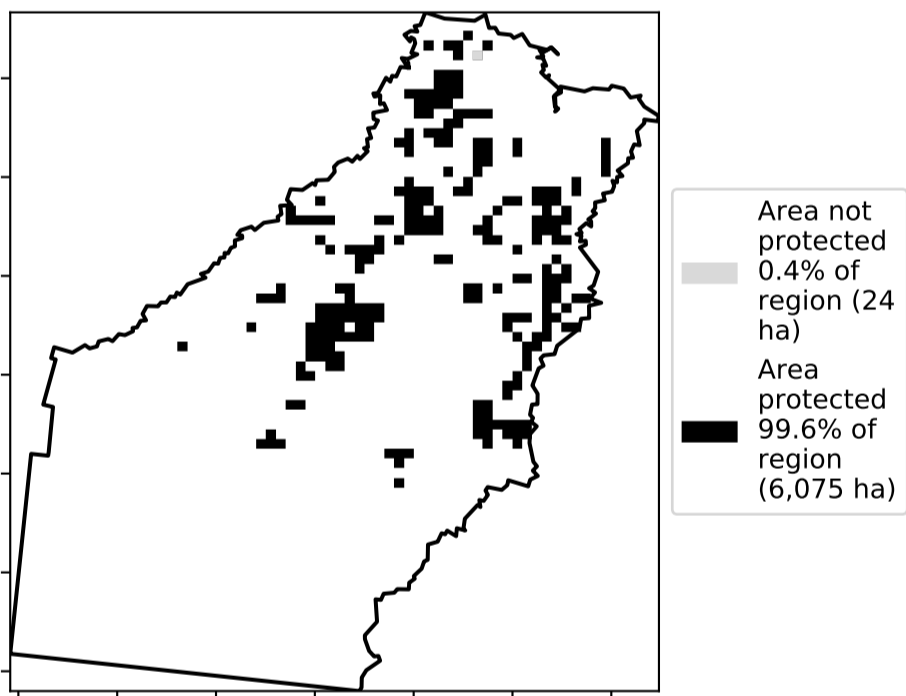 Area not
protected
0.4% of
region (24
ha)
Area
protected
99.6% of
region
(6,075 ha)